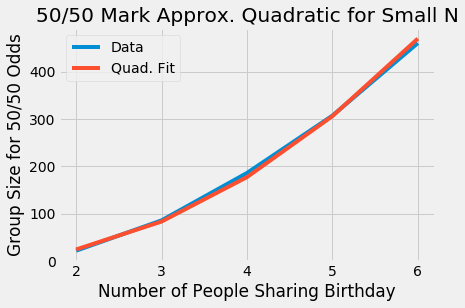 50/50 Mark Approx. Quadratic for Small N
Data
Quad. Fit
Group Size for 50/50 Odds
400
300
200
100
0
2 3 4 5 6
Number of People Sharing Birthday